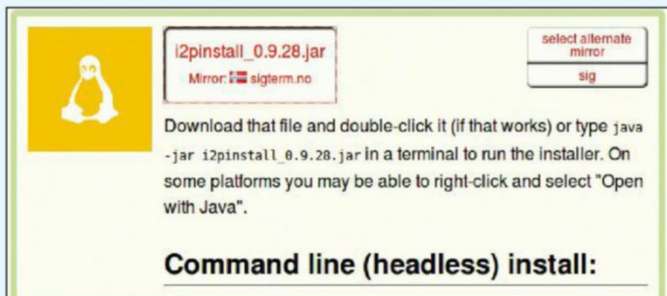 i2pinstall_0.9.28.jar
Mirror: sigterm.no
select alternate
mirror
sig
Download that file and double-click it (if that works) or type java
-jar i2pinstall_0.9.28.jar in a terminal to run the installer. On
some platforms you may be able to right-click and select "Open
with Java".
Command line (headless) install: